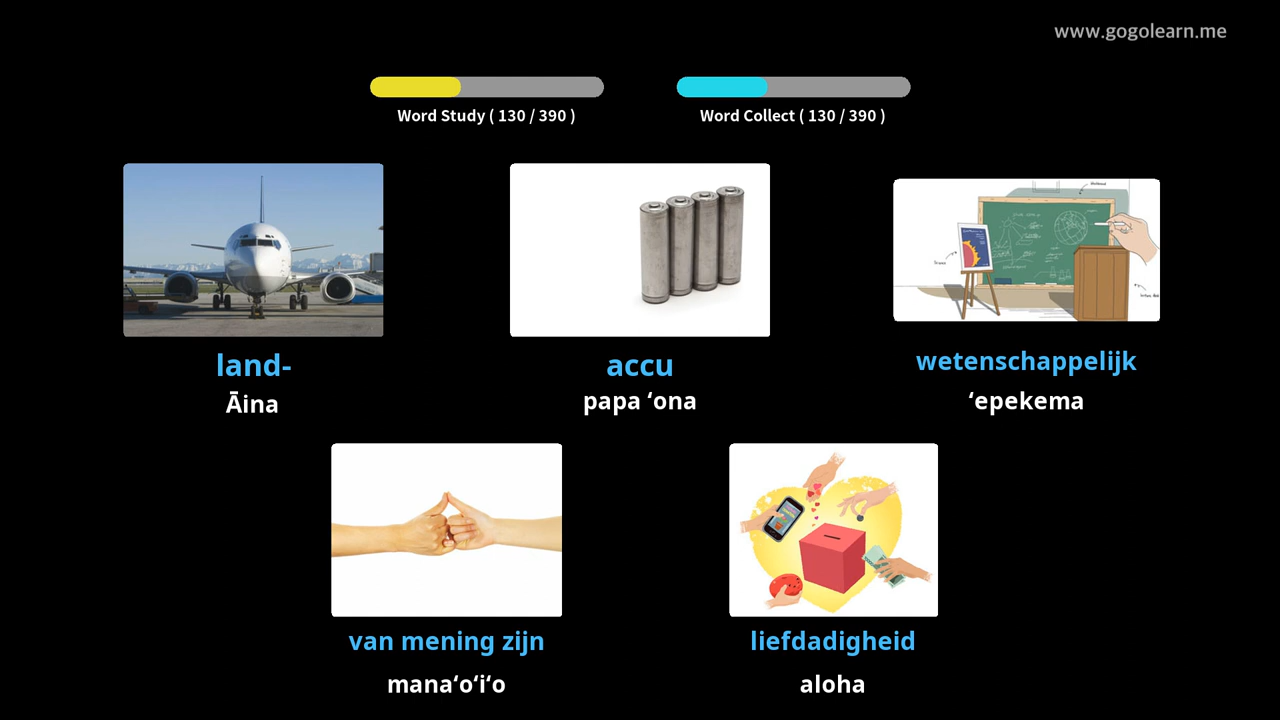 www.gogolearn.me
Word Study ( 130 / 390 )
Word Collect ( 130 / 390 )
land-
Āina
accu
papa ʻona
wetenschappelijk
ʻepekema
van mening zijn
manaʻoʻiʻo
liefdadigheid
aloha